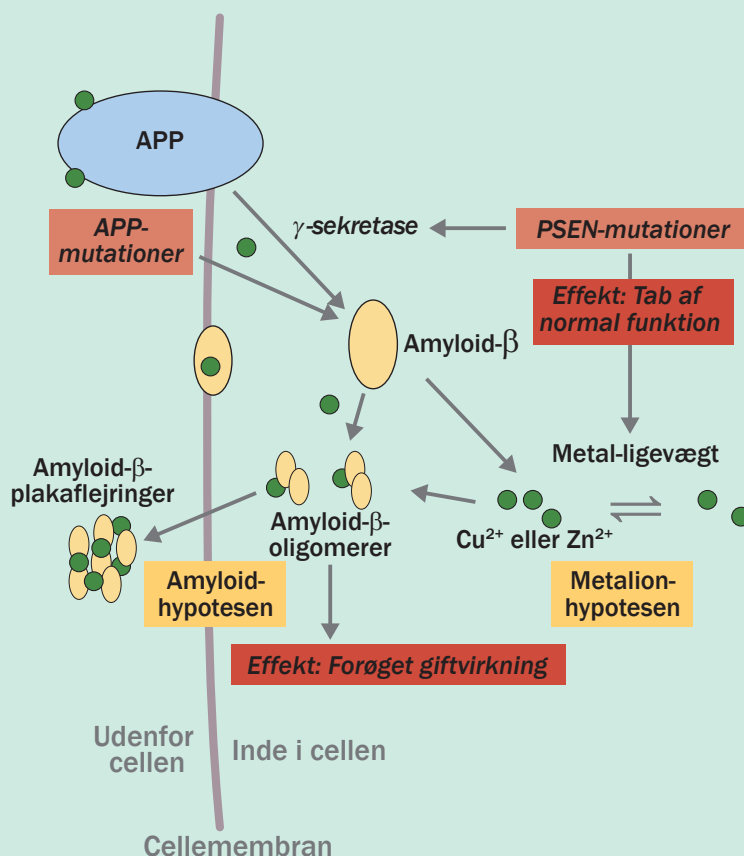 APP
APP-
mutationer
γ-sekretase
PSEN-mutationer
Effekt: Tab af
normal funktion
Amyloid-β
Metal-ligevægt
Amyloid-β-
plakaflejringer
Amyloid-β-
oligomerer
Cu²⁺ eller Zn²⁺
Amyloid-
hypotesen
Metalion-
hypotesen
Effekt: Forøget giftvirkning
Udenfor
cellen
Inde i cellen
Cellemembran